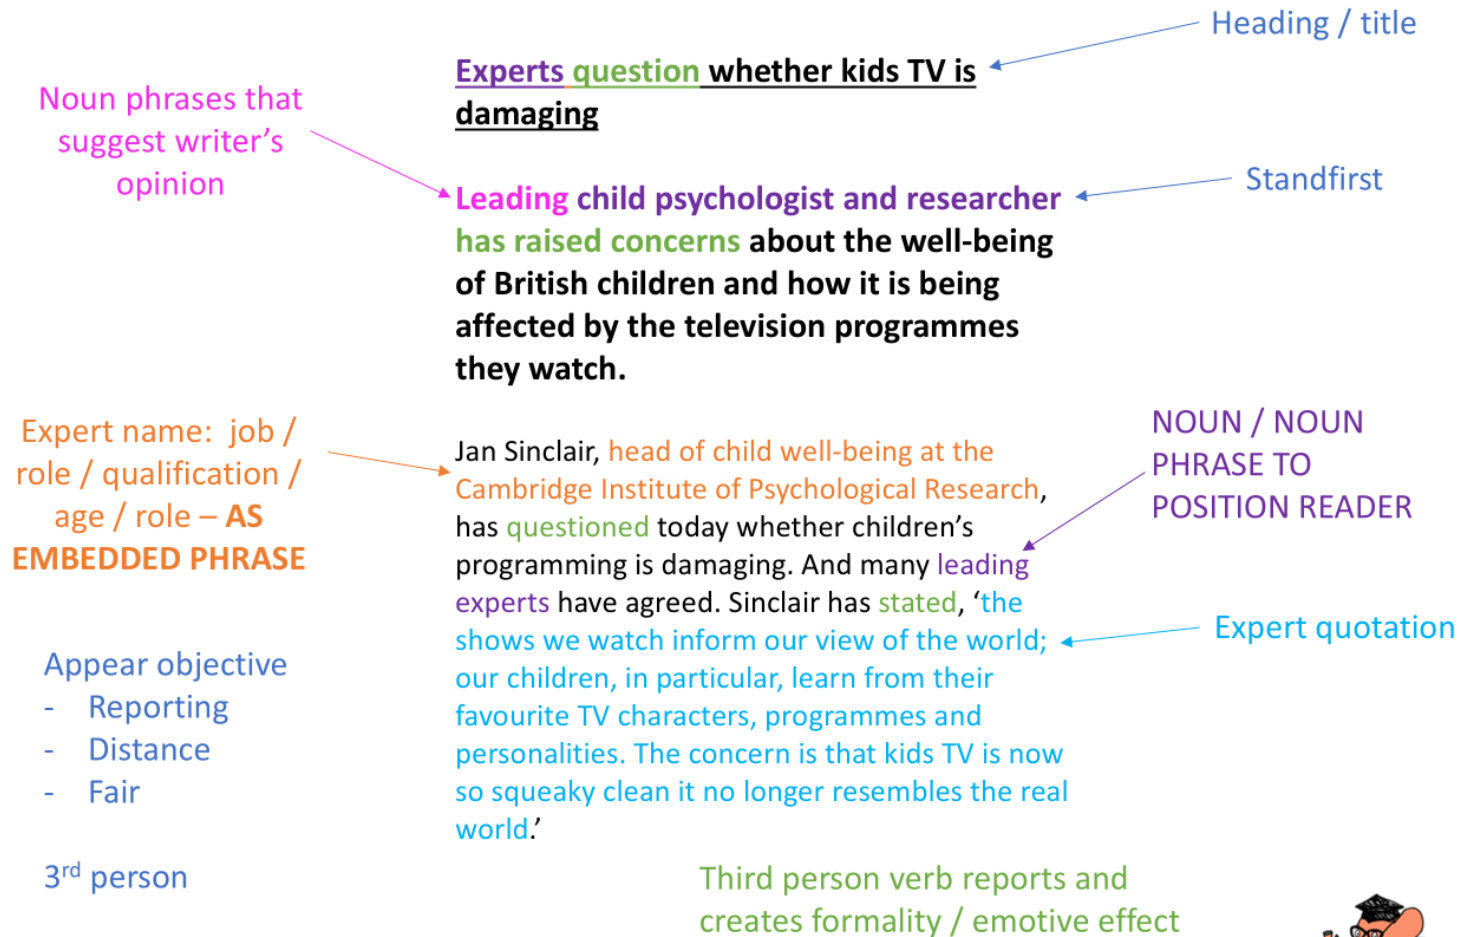 Heading / title
Experts question whether kids TV is
damaging
Noun phrases that
suggest writer’s
opinion
Standfirst
Leading child psychologist and researcher
has raised concerns about the well-being
of British children and how it is being
affected by the television programmes
they watch.
Expert name:  job /
role / qualification /
age / role – AS
EMBEDDED PHRASE
NOUN / NOUN
PHRASE TO
POSITION READER
Jan Sinclair, head of child well-being at the
Cambridge Institute of Psychological Research,
has questioned today whether children’s
programming is damaging. And many leading
experts have agreed. Sinclair has stated, ‘the
shows we watch inform our view of the world;
our children, in particular, learn from their
favourite TV characters, programmes and
personalities. The concern is that kids TV is now
so squeaky clean it no longer resembles the real
world.’
Expert quotation
Appear objective
- Reporting
- Distance
- Fair
3rd person
Third person verb reports and
creates formality / emotive effect